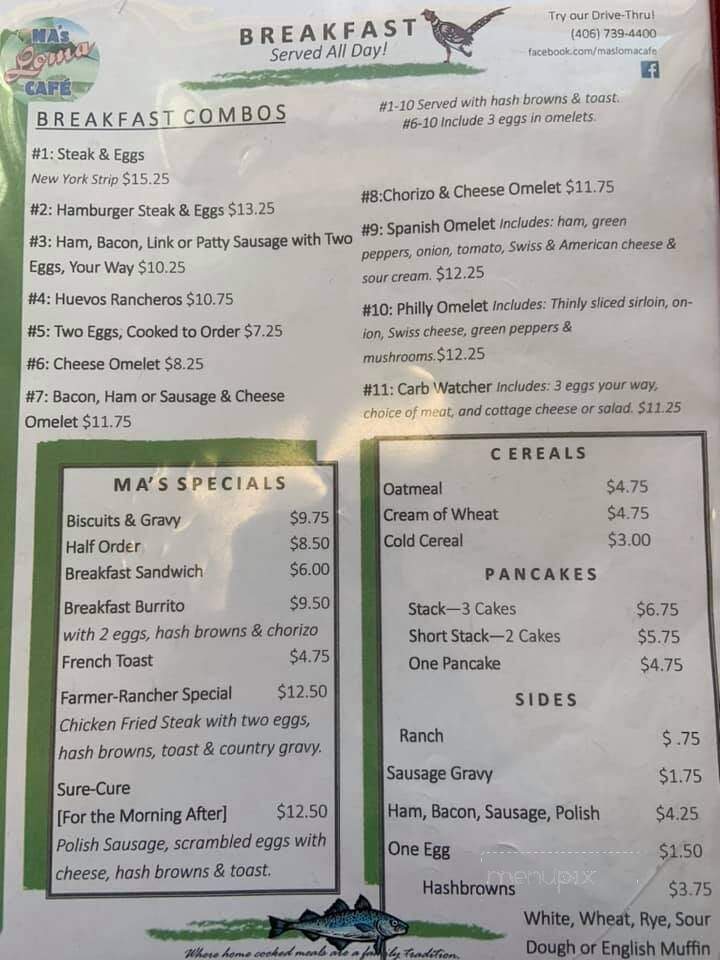 MA's
Loma
CAFÉ
BREAKFAST
Served All Day!
Try our Drive-Thru!
(406) 739-4400
facebook.com/maslomacafe
f
BREAKFAST COMBOS
#1-10 Served with hash browns & toast.
#6-10 Include 3 eggs in omelets.
#1: Steak & Eggs
New York Strip $15.25
#2: Hamburger Steak & Eggs $13.25
#3: Ham, Bacon, Link or Patty Sausage with Two
Eggs, Your Way $10.25
#4: Huevos Rancheros $10.75
#5: Two Eggs, Cooked to Order $7.25
#6: Cheese Omelet $8.25
#7: Bacon, Ham or Sausage & Cheese
Omelet $11.75
#8:Chorizo & Cheese Omelet $11.75
#9: Spanish Omelet Includes: ham, green
peppers, onion, tomato, Swiss & American cheese &
sour cream. $12.25
#10: Philly Omelet Includes: Thinly sliced sirloin, on-
ion, Swiss cheese, green peppers &
mushrooms.$12.25
#11: Carb Watcher Includes: 3 eggs your way,
choice of meat, and cottage cheese or salad. $11.25
MA'S SPECIALS
Biscuits & Gravy $9.75
Half Order $8.50
Breakfast Sandwich $6.00
Breakfast Burrito $9.50
with 2 eggs, hash browns & chorizo
French Toast $4.75
Farmer-Rancher Special $12.50
Chicken Fried Steak with two eggs,
hash browns, toast & country gravy.
Sure-Cure
[For the Morning After] $12.50
Polish Sausage, scrambled eggs with
cheese, hash browns & toast.
CEREALS
Oatmeal $4.75
Cream of Wheat $4.75
Cold Cereal $3.00
PANCAKES
Stack—3 Cakes $6.75
Short Stack—2 Cakes $5.75
One Pancake $4.75
SIDES
Ranch $ .75
Sausage Gravy $1.75
Ham, Bacon, Sausage, Polish $4.25
One Egg $1.50
menupix
Hashbrowns $3.75
White, Wheat, Rye, Sour
Dough or English Muffin
Where home cooked meals are a family tradition.